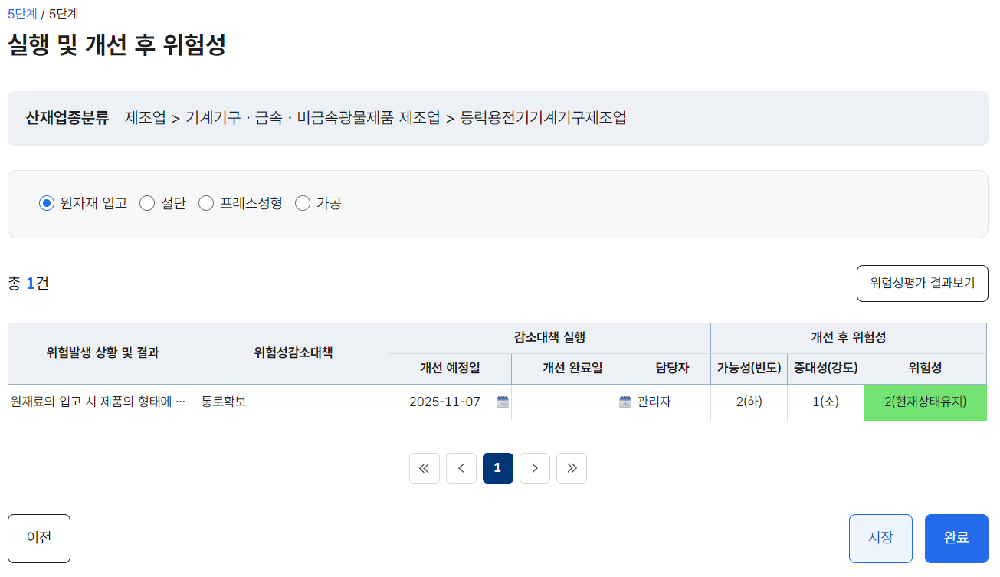 5단계 / 5단계
실행 및 개선 후 위험성
산재업종분류 제조업 > 기계기구 · 금속 · 비금속광물제품 제조업 > 동력용전기기계기구제조업
원자재 입고 절단 프레스성형 가공
총 1건
위험성평가 결과보기
위험발생 상황 및 결과 위험성감소대책 감소대책 실행 개선 후 위험성
개선 예정일 개선 완료일 담당자 가능성(빈도) 중대성(강도) 위험성
원재료의 입고 시 제품의 형태에 ··· 통로확보 2025-11-07 관리자 2(하) 1(소) 2(현재상태유지)
« < 1 > »
이전 저장 완료